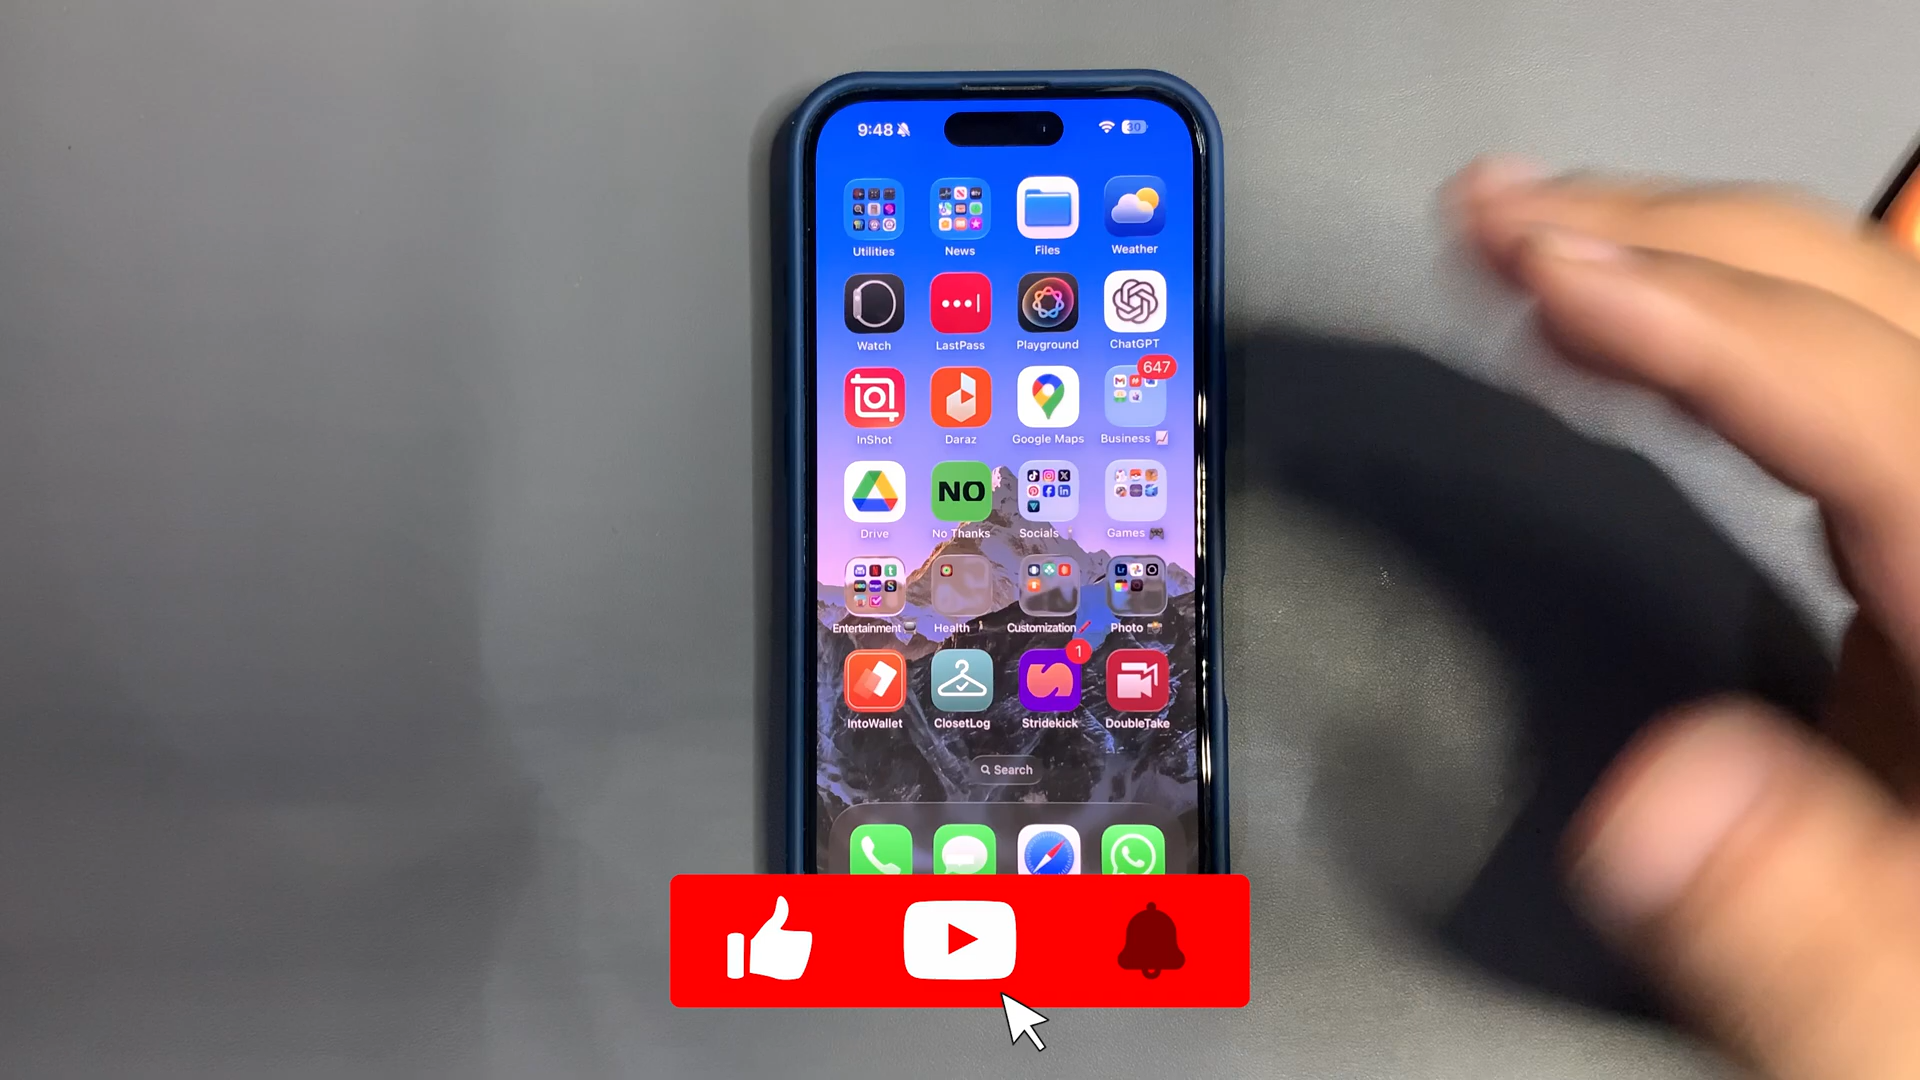 9:48 30
Utilities News Files Weather
Watch LastPass Playground ChatGPT
647
InShot Daraz Google Maps Business
NO
Drive No Thanks Socials Games
Entertainment Health Customization Photo
1
IntoWallet ClosetLog Stridekick DoubleTake
Search